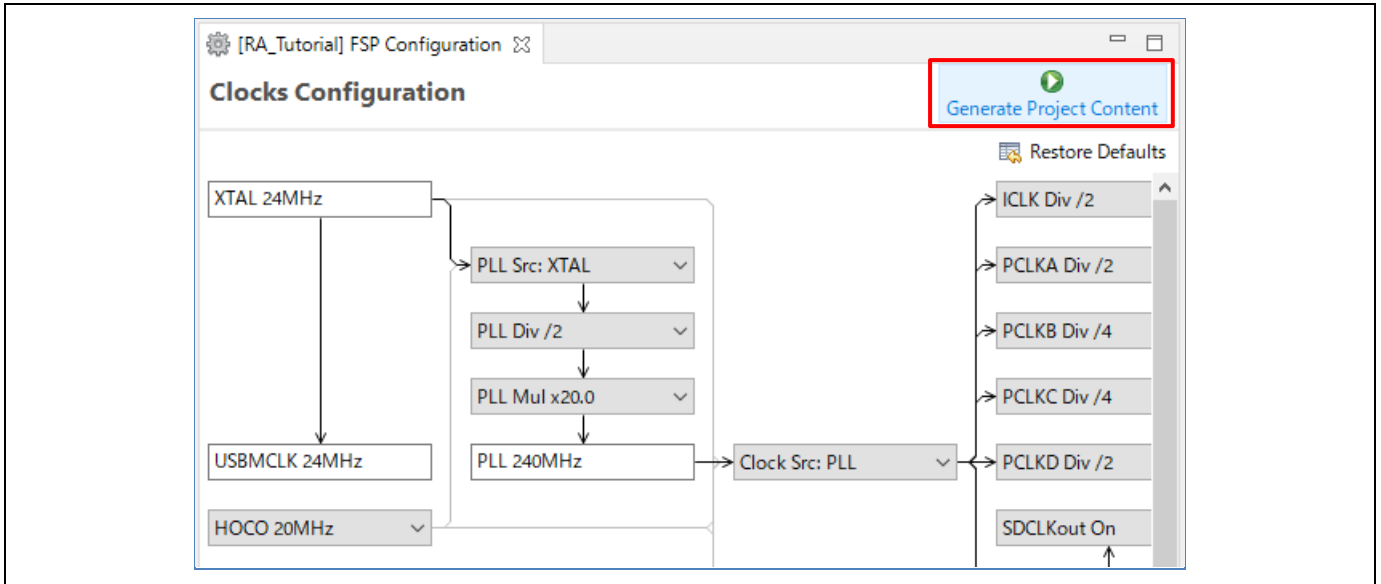 [RA_Tutorial] FSP Configuration
Clocks Configuration
Generate Project Content
Restore Defaults
XTAL 24MHz
ICLK Div /2
PLL Src: XTAL
PCLKA Div /2
PLL Div /2
PCLKB Div /4
PLL Mul x20.0
PCLKC Div /4
USBMCLK 24MHz
PLL 240MHz
Clock Src: PLL
PCLKD Div /2
HOCO 20MHz
SDCLKout On